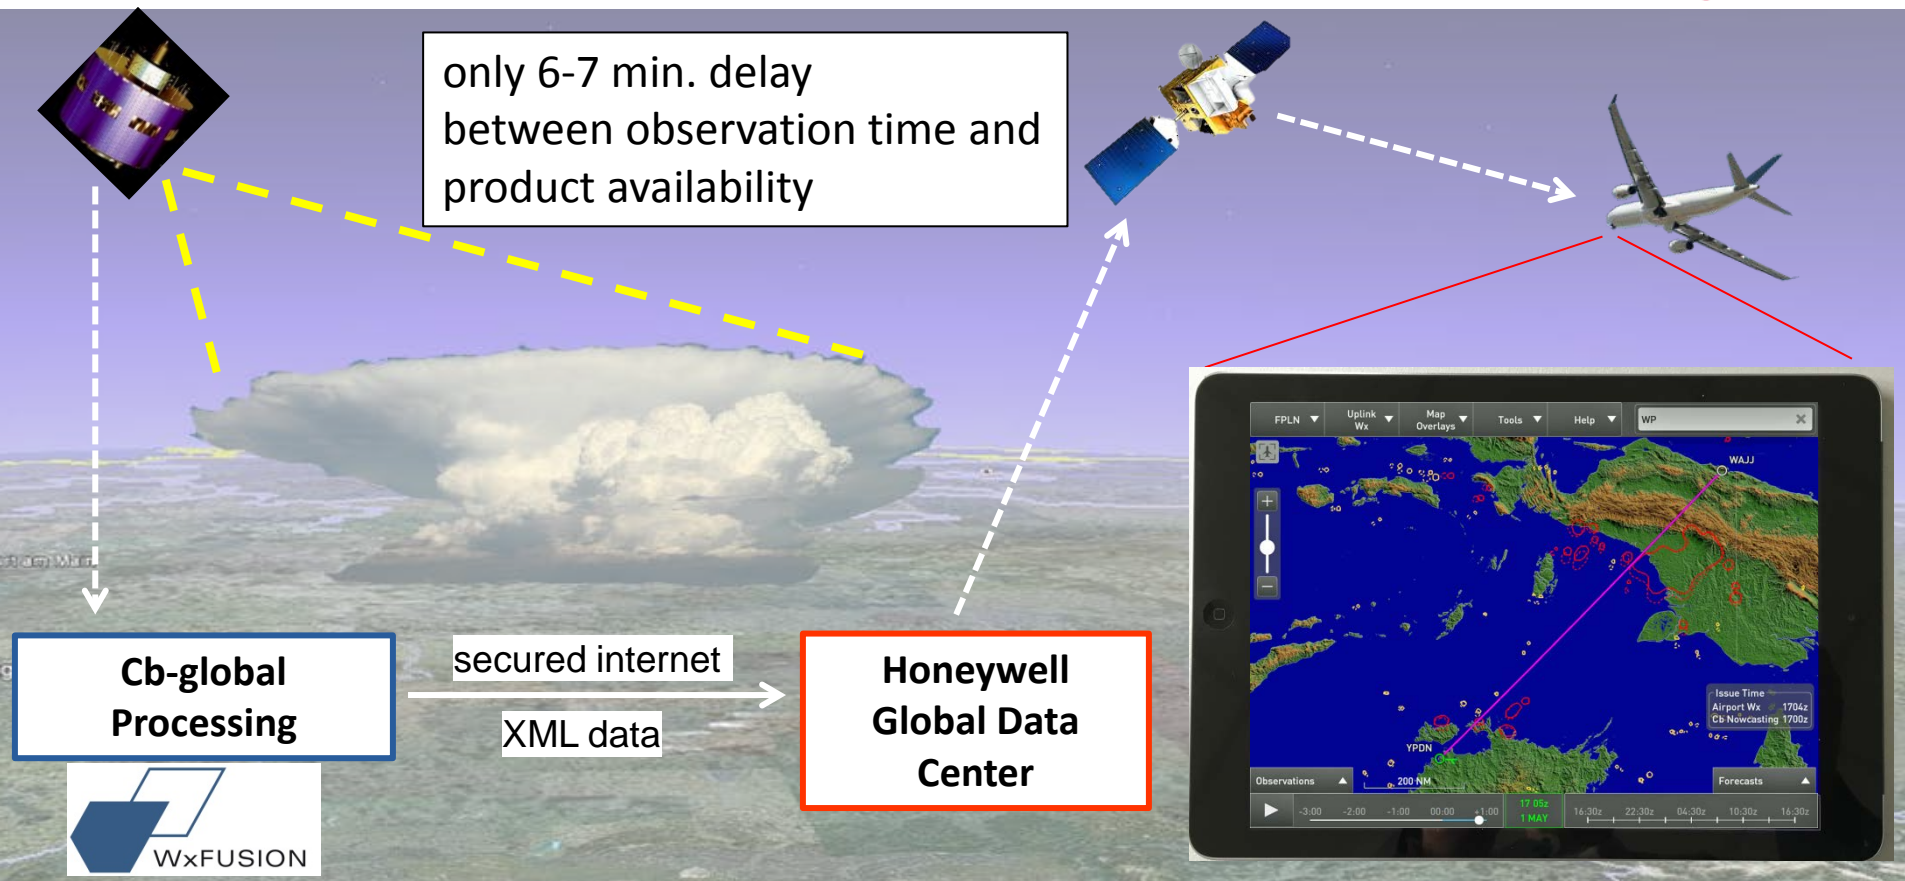 only 6-7 min. delay
between observation time and
product availability
Cb-global
Processing
secured internet
XML data
Honeywell
Global Data
Center
WxFUSION
FPLN
Uplink
Wx
Map
Overlays
Tools
Help
WP
WAJJ
YPDN
Issue Time
Airport Wx 1704z
Cb Nowcasting 1700z
Observations
200 NM
Forecasts
-3:00 -2:00 -1:00 00:00 +1:00
17 05z
1 MAY
16:30z 22:30z 04:30z 10:30z 16:30z